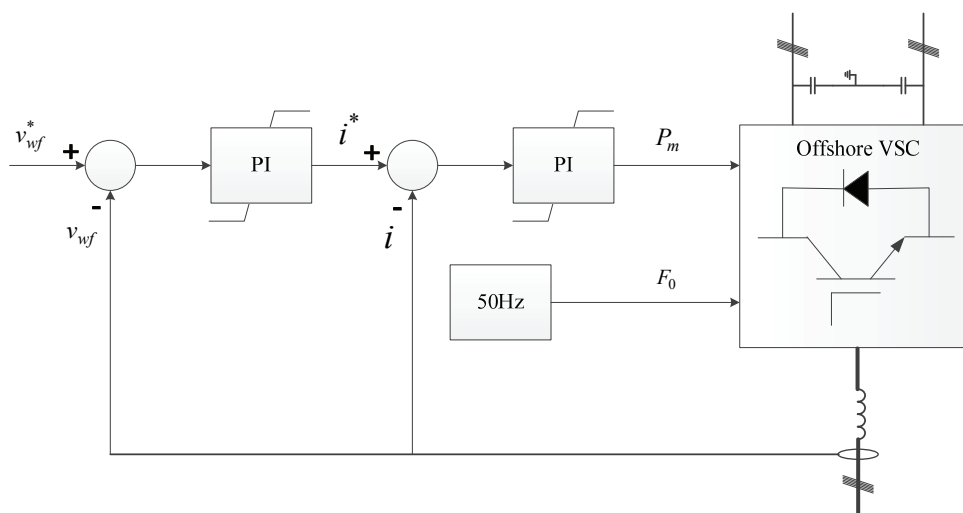 v*wf
+
-
vwf
PI
i*
+
-
i
PI
Pm
50Hz
F0
Offshore VSC